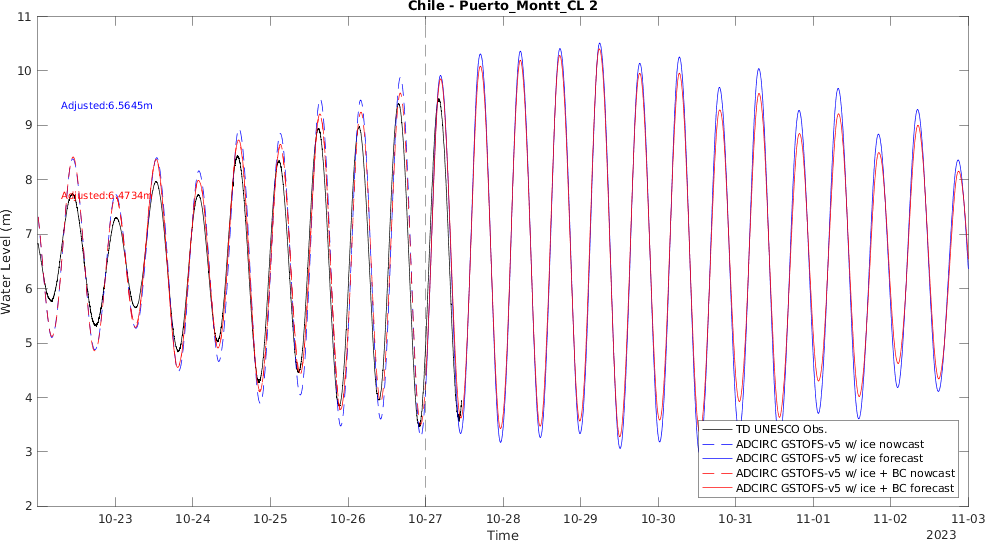 Chile - Puerto_Montt_CL 2
11
10
9
8
7
6
5
4
3
2
Water Level (m)
Adjusted:6.5645m
Adjusted:6.4734m
TD UNESCO Obs.
ADCIRC GSTOFS-v5 w/ ice nowcast
ADCIRC GSTOFS-v5 w/ ice forecast
ADCIRC GSTOFS-v5 w/ ice + BC nowcast
ADCIRC GSTOFS-v5 w/ ice + BC forecast
10-23 10-24 10-25 10-26 10-27 10-28 10-29 10-30 10-31 11-01 11-02 11-03
Time
2023